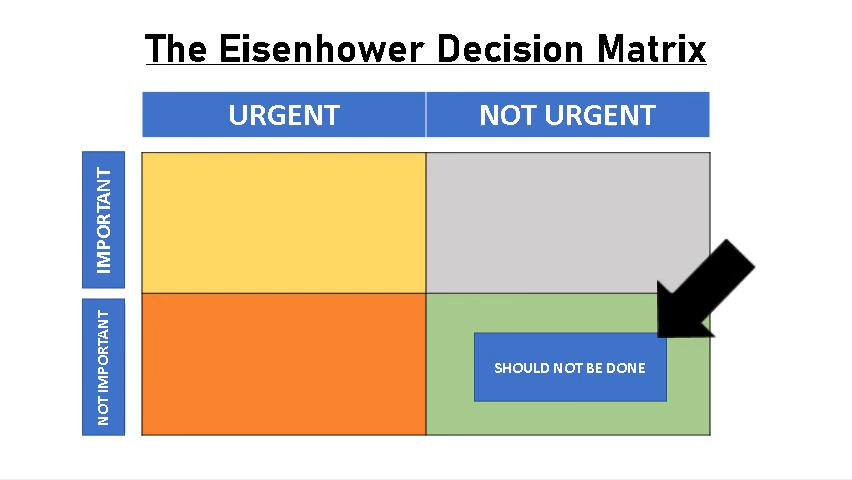 The Eisenhower Decision Matrix
URGENT
NOT URGENT
IMPORTANT
NOT IMPORTANT
SHOULD NOT BE DONE